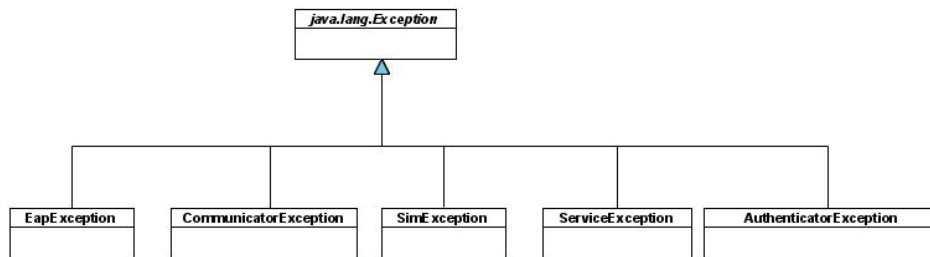 java.lang.Exception
EapException
CommunicatorException
SimException
ServiceException
AuthenticatorException